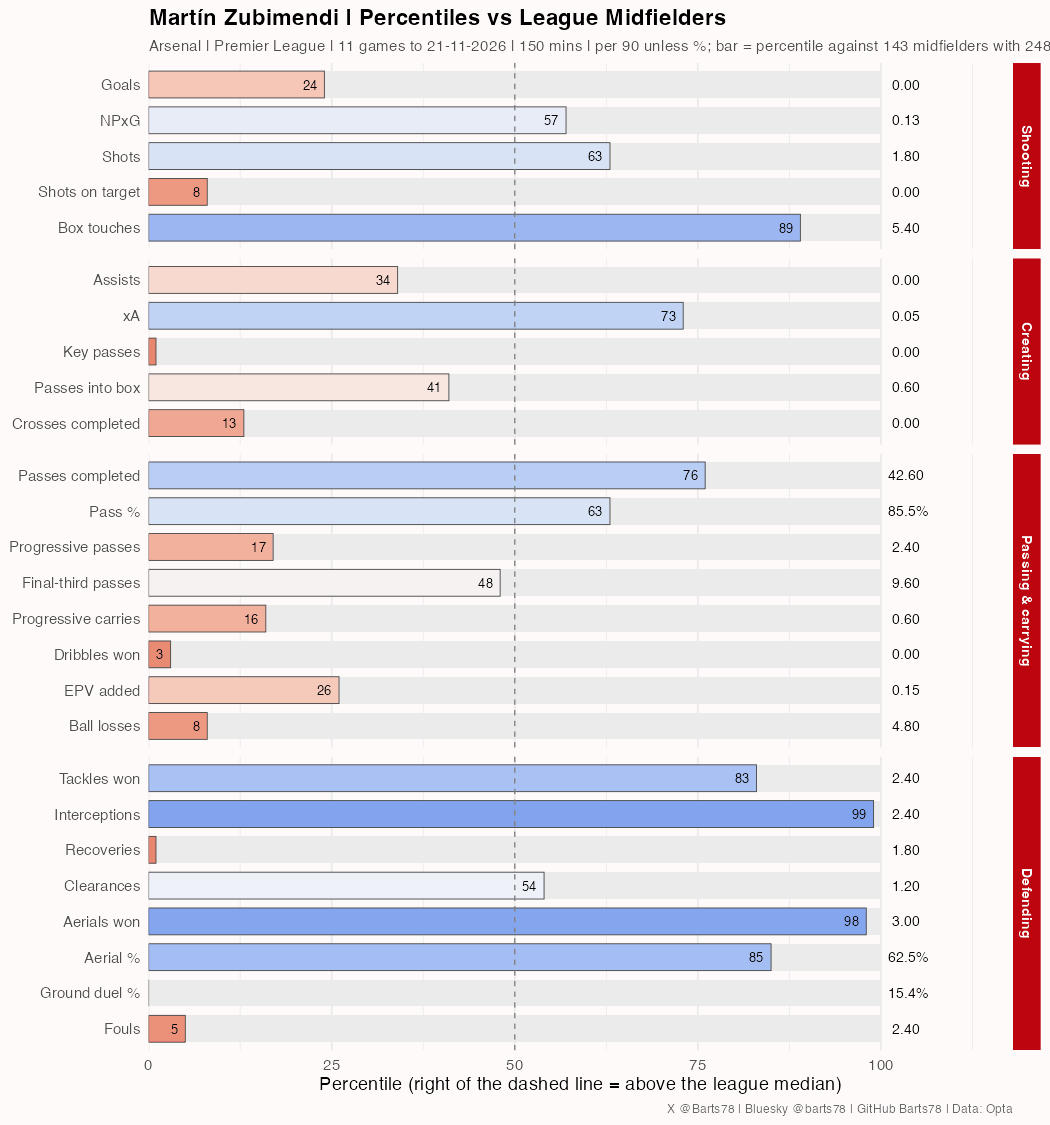 Martín Zubimendi | Percentiles vs League Midfielders
Arsenal | Premier League | 11 games to 21-11-2026 | 150 mins | per 90 unless %; bar = percentile against 143 midfielders with 248
Goals 24 0.00
NPxG 57 0.13
Shots 63 1.80
Shots on target 8 0.00
Box touches 89 5.40
Shooting
Assists 34 0.00
xA 73 0.05
Key passes 0.00
Passes into box 41 0.60
Crosses completed 13 0.00
Creating
Passes completed 76 42.60
Pass % 63 85.5%
Progressive passes 17 2.40
Final-third passes 48 9.60
Progressive carries 16 0.60
Dribbles won 3 0.00
EPV added 26 0.15
Ball losses 8 4.80
Passing & carrying
Tackles won 83 2.40
Interceptions 99 2.40
Recoveries 1.80
Clearances 54 1.20
Aerials won 98 3.00
Aerial % 85 62.5%
Ground duel % 15.4%
Fouls 5 2.40
Defending
0 25 50 75 100
Percentile (right of the dashed line = above the league median)
X @Barts78 | Bluesky @barts78 | GitHub Barts78 | Data: Opta